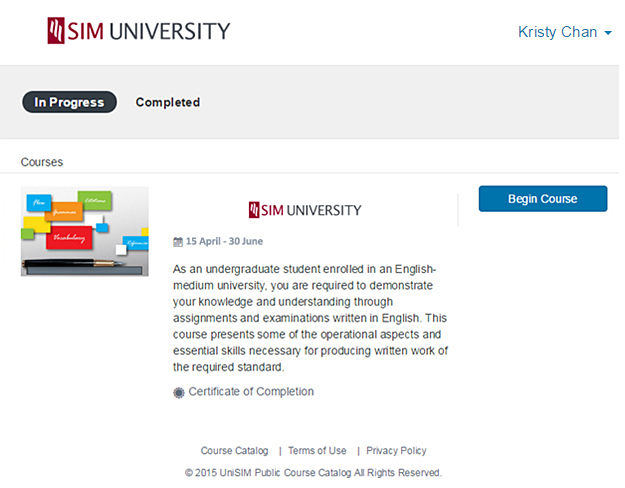 SIM UNIVERSITY
Kristy Chan
In Progress
Completed
Courses
Flow
Grammar
Citations
Vocabulary
SIM UNIVERSITY
Begin Course
15 April - 30 June
As an undergraduate student enrolled in an English-
medium university, you are required to demonstrate
your knowledge and understanding through
assignments and examinations written in English. This
course presents some of the operational aspects and
essential skills necessary for producing written work of
the required standard.
Certificate of Completion
Course Catalog | Terms of Use | Privacy Policy
© 2015 UniSIM Public Course Catalog All Rights Reserved.